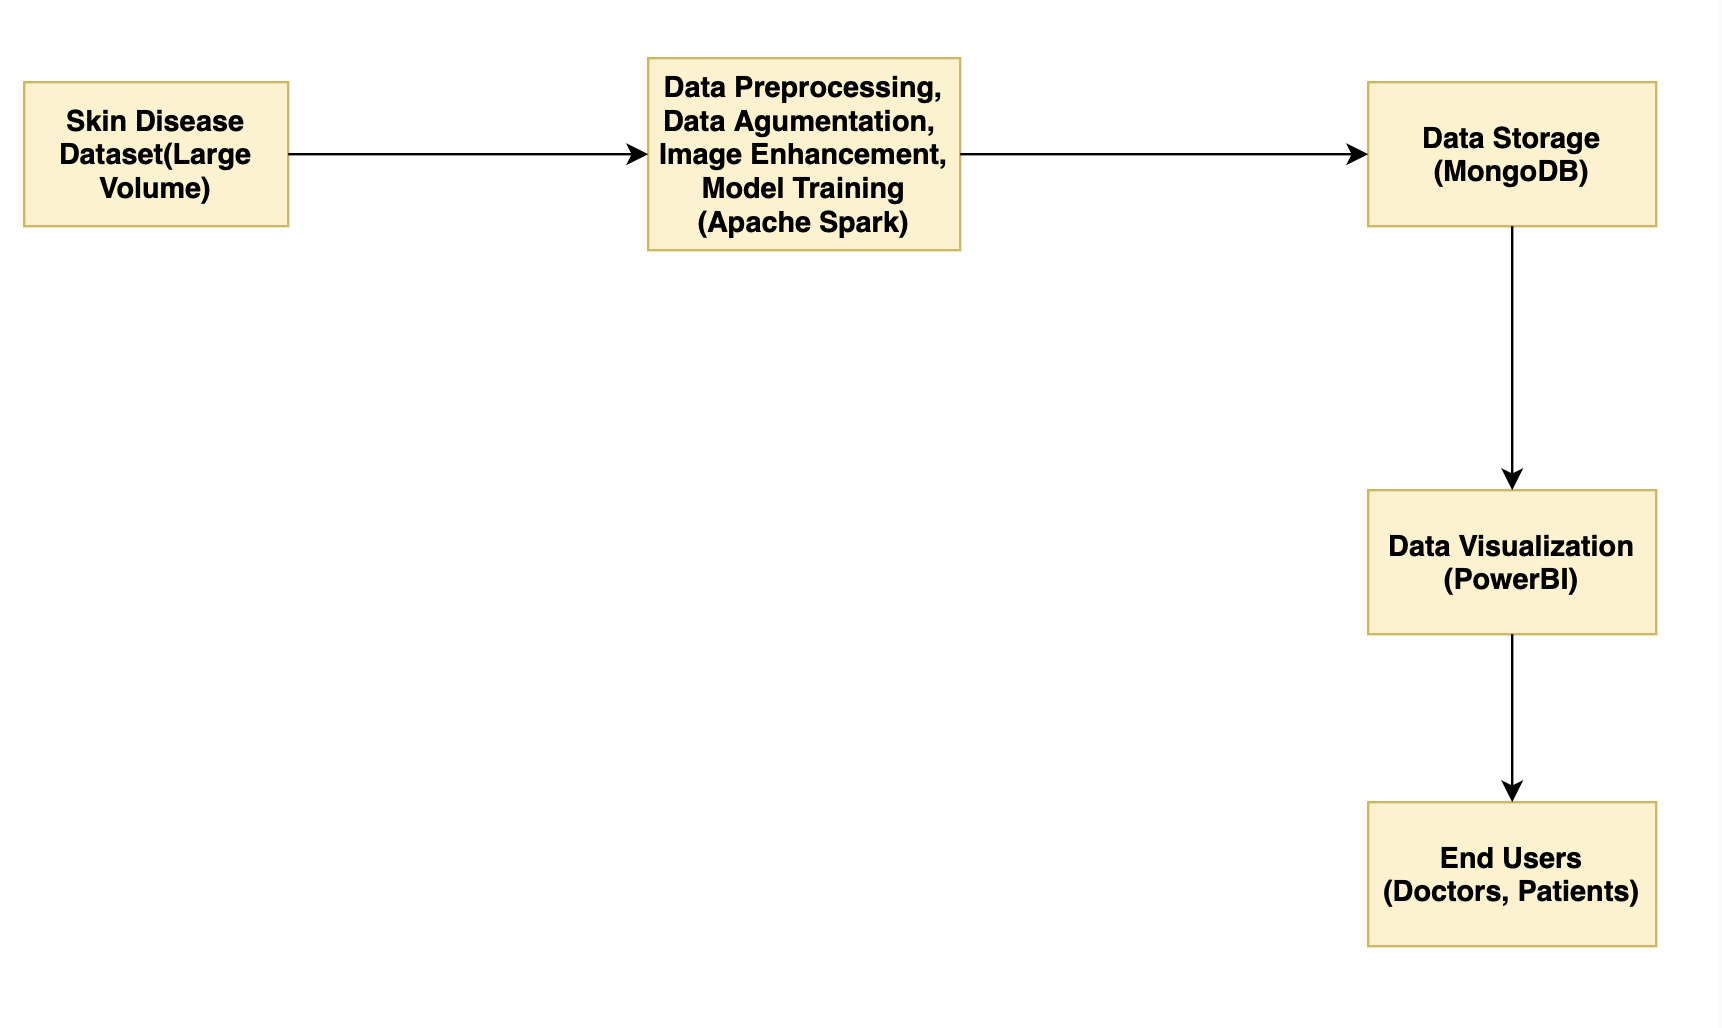 Skin Disease
Dataset(Large
Volume)
Data Preprocessing,
Data Agumentation,
Image Enhancement,
Model Training
(Apache Spark)
Data Storage
(MongoDB)
Data Visualization
(PowerBI)
End Users
(Doctors, Patients)